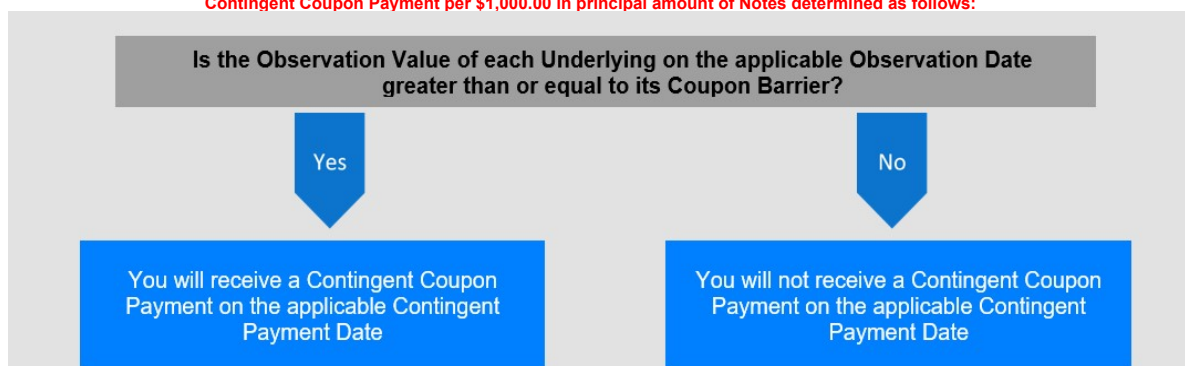 Contingent Coupon Payment per $1,000.00 in principal amount of Notes determined as follows:
Is the Observation Value of each Underlying on the applicable Observation Date
greater than or equal to its Coupon Barrier?
Yes
No
You will receive a Contingent Coupon
Payment on the applicable Contingent
Payment Date
You will not receive a Contingent Coupon
Payment on the applicable Contingent
Payment Date